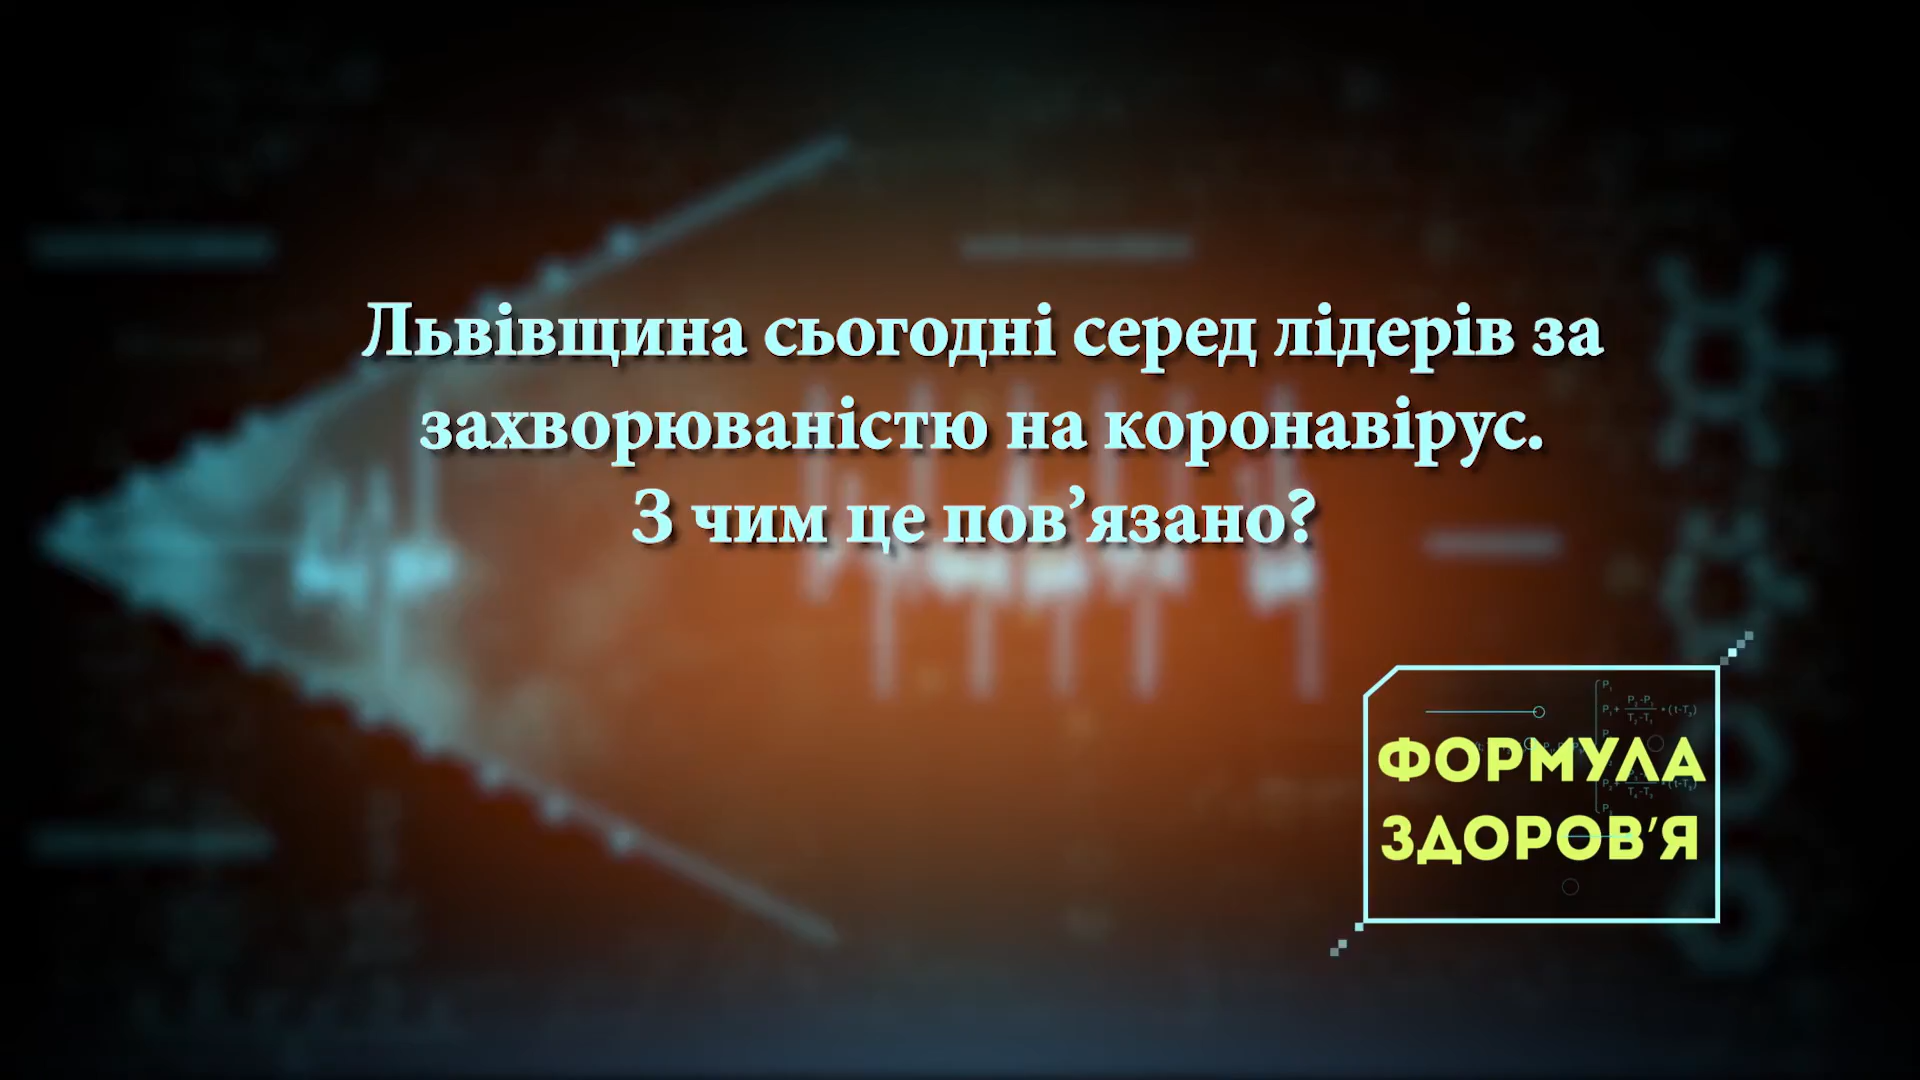 Львівщина сьогодні серед лідерів за
захворюваністю на коронавірус.
З чим це пов’язано?
ФОРМУЛА
ЗДОРОВ’Я